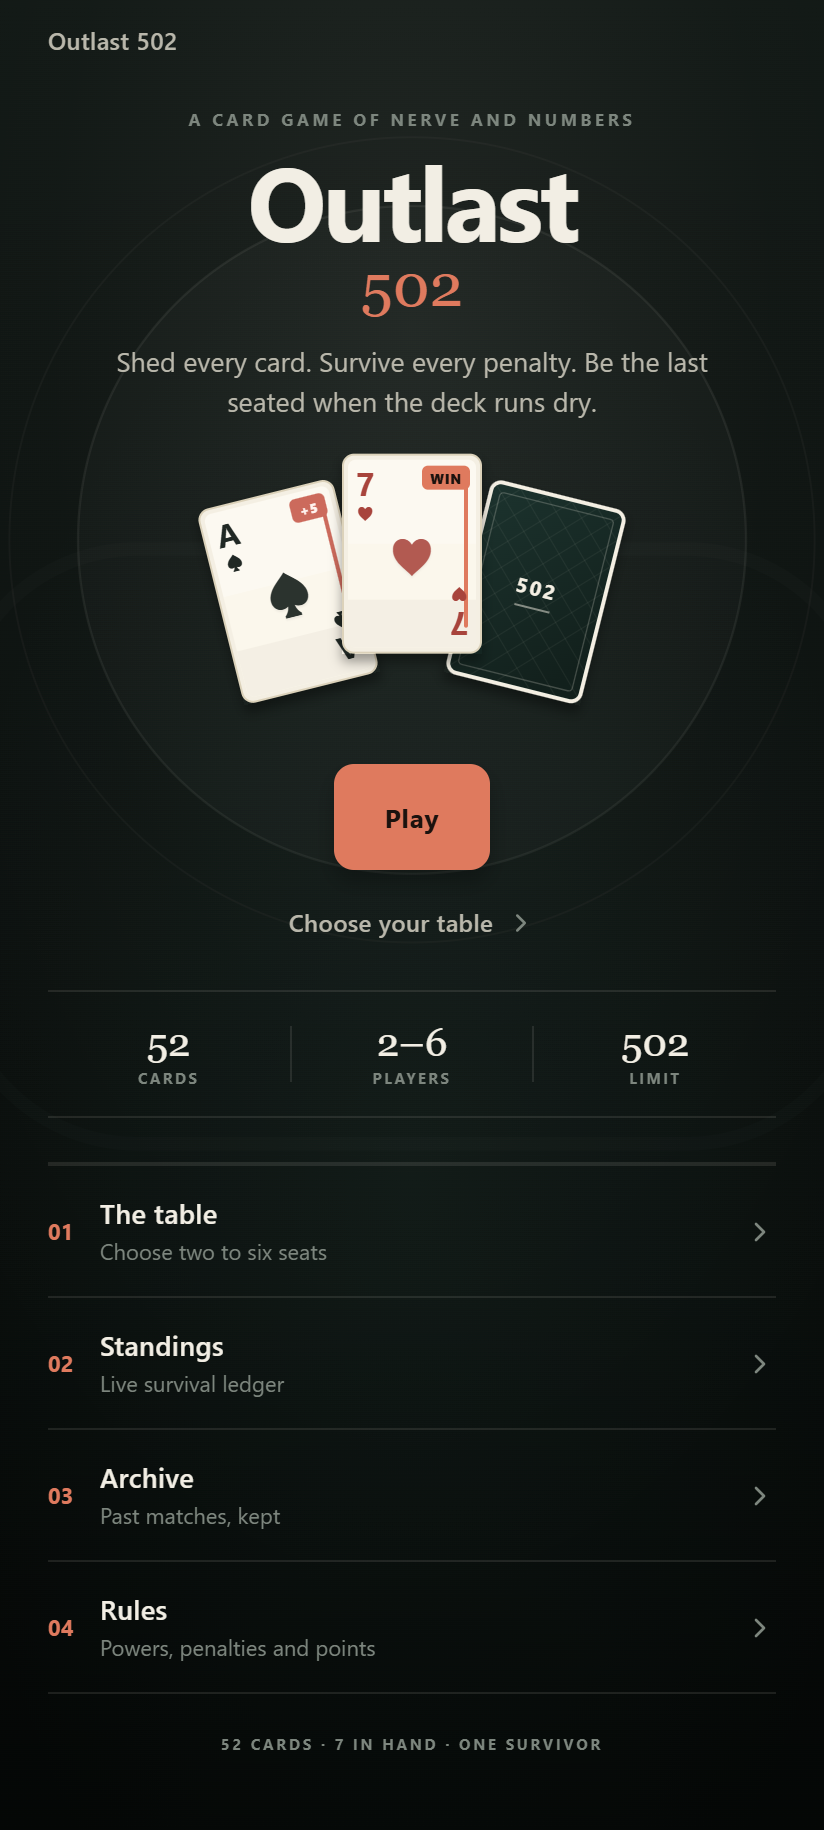 Outlast 502
A CARD GAME OF NERVE AND NUMBERS
Outlast
502
Shed every card. Survive every penalty. Be the last
seated when the deck runs dry.
A
+5
A
7
WIN
7
502
Play
Choose your table
52
CARDS
2–6
PLAYERS
502
LIMIT
01
The table
Choose two to six seats
02
Standings
Live survival ledger
03
Archive
Past matches, kept
04
Rules
Powers, penalties and points
52 CARDS · 7 IN HAND · ONE SURVIVOR